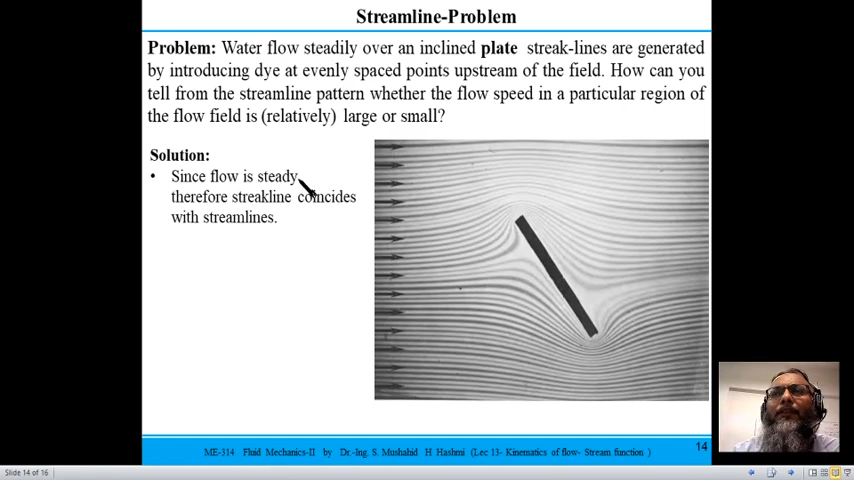 Streamline-Problem
Problem: Water flow steadily over an inclined plate streak-lines are generated
by introducing dye at evenly spaced points upstream of the field. How can you
tell from the streamline pattern whether the flow speed in a particular region of
the flow field is (relatively) large or small?
Solution:
• Since flow is steady,
therefore streakline coincides
with streamlines.
ME-314 Fluid Mechanics-II by Dr.-Ing. S. Mushahid H Hashmi (Lec 13- Kinematics of flow- Stream function )
14
Slide 14 of 16